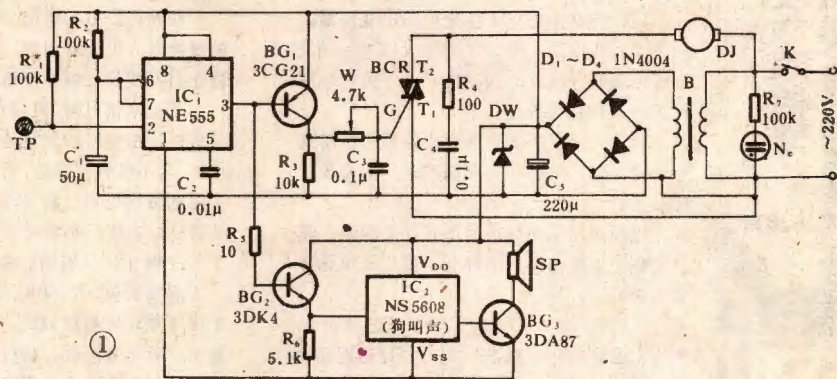 R₁* 100k
R₂ 100k
TP
C₁ 50μ
8 4
6
7
2
3
1 5
IC₁
NE555
C₂
0.01μ
BG₁
3CG21
W
4.7k
G
R₃
10k
C₃
0.1μ
BCR T₂
T₁
R₄
100
C₄
0.1μ
DW
D₁～D₄ 1N4004
C₅
220μ
B
DJ
K
R₇
100k
Nₑ
～220V
R₅
10
BG₂
3DK4
R₆
5.1k
V_DD
IC₂
NS5608
(狗叫声)
V_SS
SP
BG₃
3DA87
①